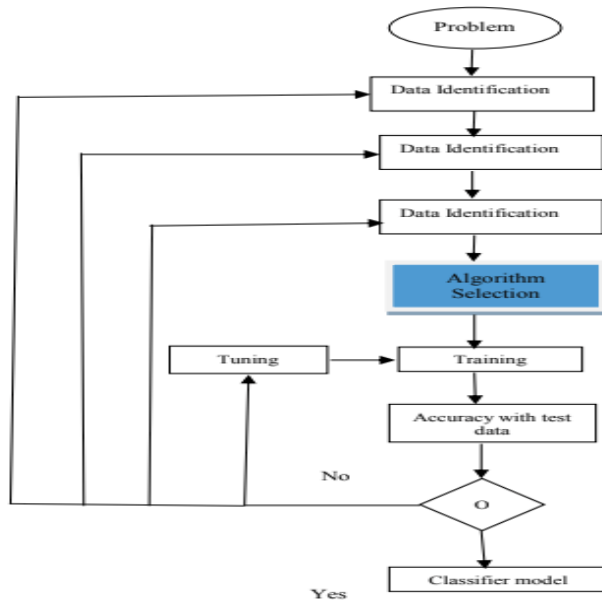 Problem
Data Identification
Data Identification
Data Identification
Algorithm
Selection
Tuning
Training
Accuracy with test
data
No
O
Classifier model
Yes